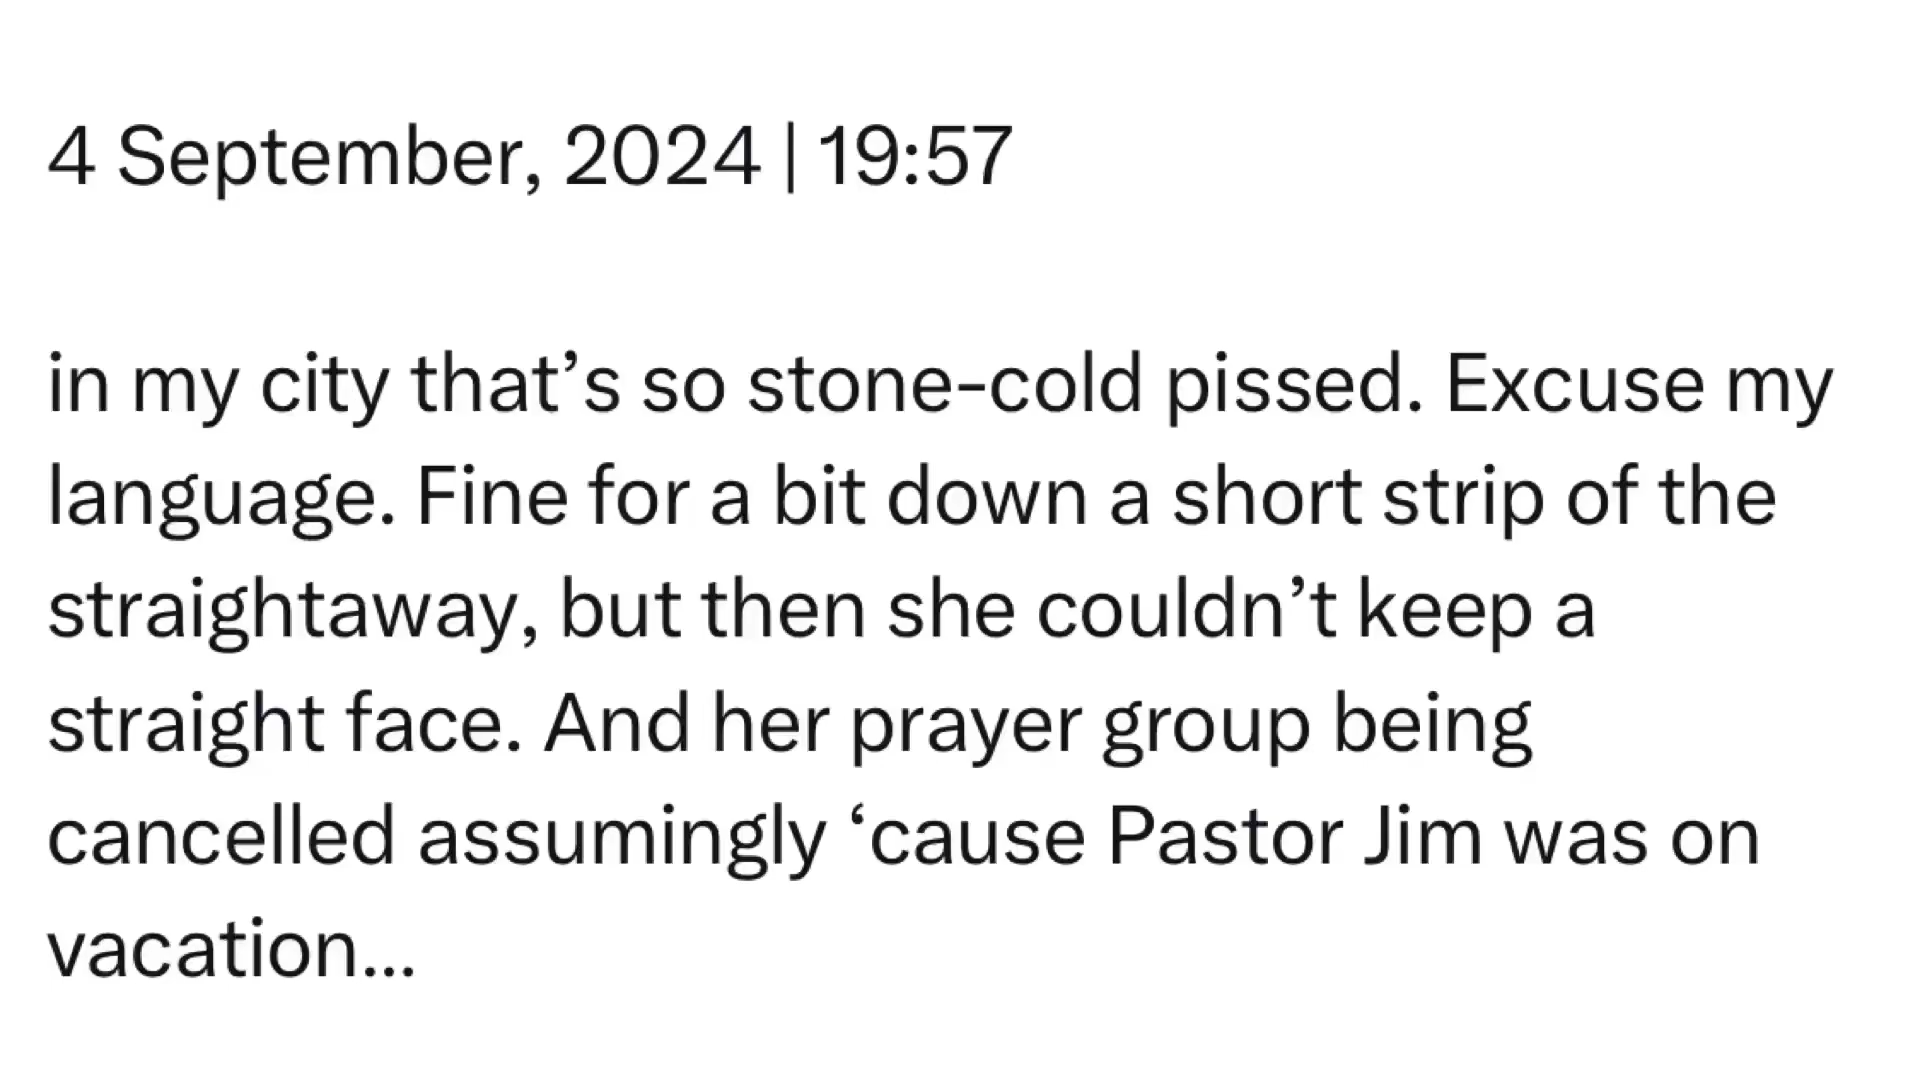 4 September, 2024 | 19:57
in my city that’s so stone-cold pissed. Excuse my
language. Fine for a bit down a short strip of the
straightaway, but then she couldn’t keep a
straight face. And her prayer group being
cancelled assumingly ‘cause Pastor Jim was on
vacation...